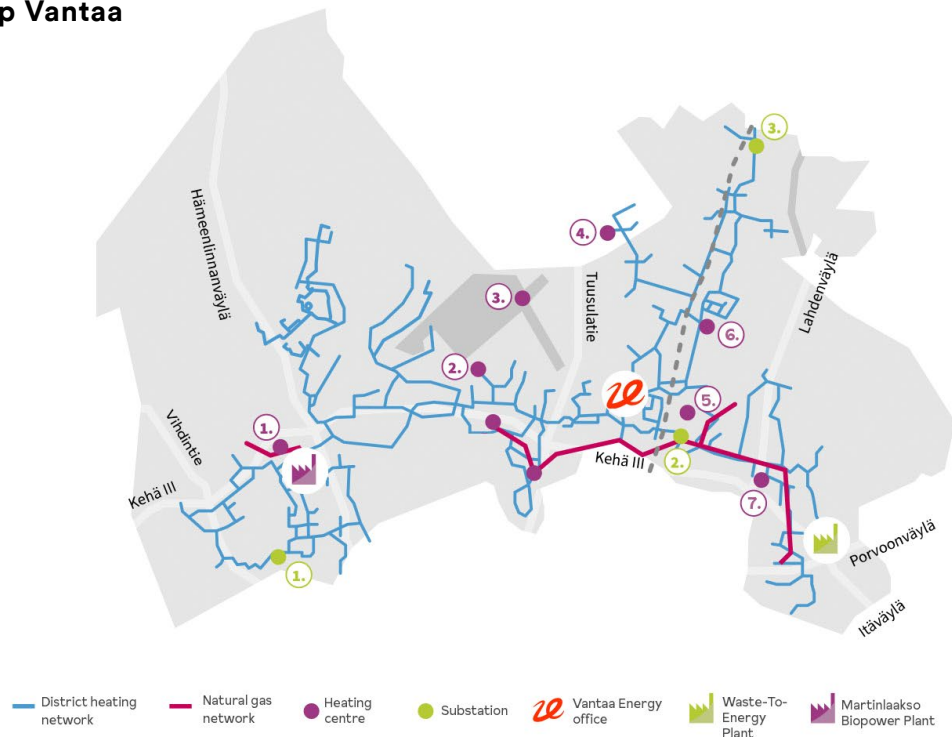 p Vantaa
3.
Hämeenlinnanväylä
4.
Tuusulatie
Lahdenväylä
3.
6.
2.
5.
1.
Vihdintie
Kehä III
2.
Kehä III
7.
Porvoonväylä
1.
Itäväylä
District heating
network
Natural gas
network
Heating
centre
Substation
Vantaa Energy
office
Waste-To-
Energy
Plant
Martinlaakso
Biopower Plant